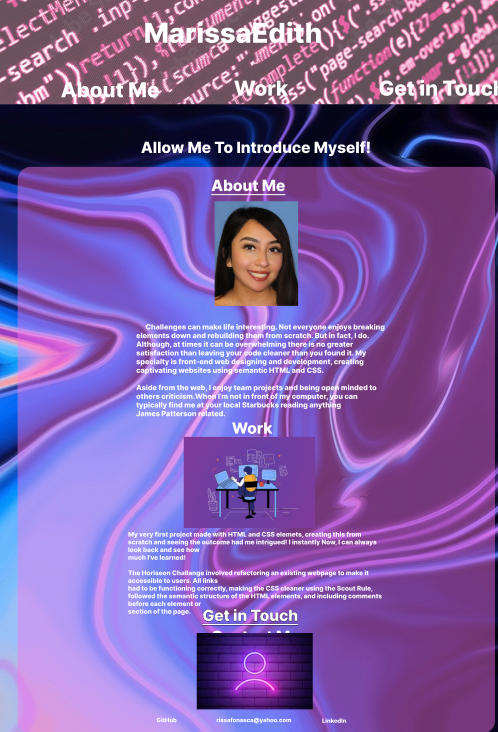 MarissaEdith
About Me
Work
Get in Touch
Allow Me To Introduce Myself!
About Me
Challenges can make life interesting. Not everyone enjoys breaking
elements down and rebuilding them from scratch. But in fact, I do.
Although, at times it can be overwhelming there is no greater
satisfaction than leaving your code cleaner than you found it. My
specialty is front-end web designing and development, creating
captivating websites using semantic HTML and CSS.
Aside from the web, I enjoy team projects and being open minded to
others criticism.When I'm not in front of my computer, you can
typically find me at your local Starbucks reading anything
James Patterson related.
Work
My very first project made with HTML and CSS elemets, creating this from
scratch and seeing the outcome had me intrigued! I instantly Now, I can always
look back and see how
much I've learned!
The Horiseon Challange involved refactoring an existing webpage to make it
accessible to users. All links
had to be functioning correctly, making the CSS cleaner using the Scout Rule,
followed the semantic structure of the HTML elements, and including comments
before each element or
section of the page.
Get in Touch
GitHub
rissafonseca@yahoo.com
LinkedIn